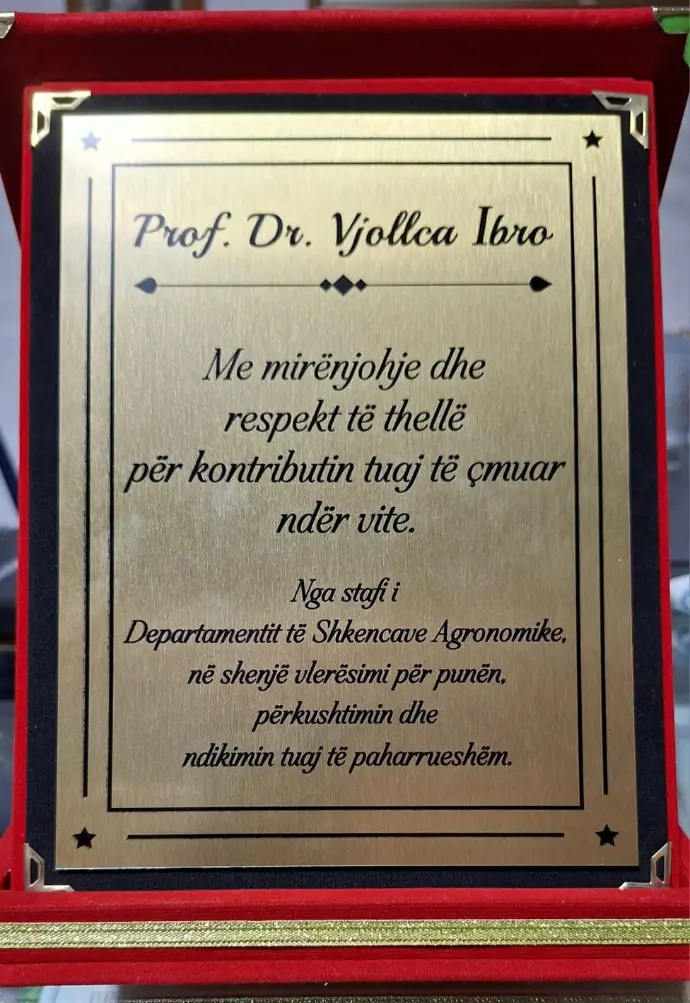 Prof. Dr. Vjollca Ibro
Me mirënjohje dhe
respekt të thellë
për kontributin tuaj të çmuar
ndër vite.
Nga stafi i
Departamentit të Shkencave Agronomike,
në shenjë vlerësimi për punën,
përkushtimin dhe
ndikimin tuaj të paharrueshëm.